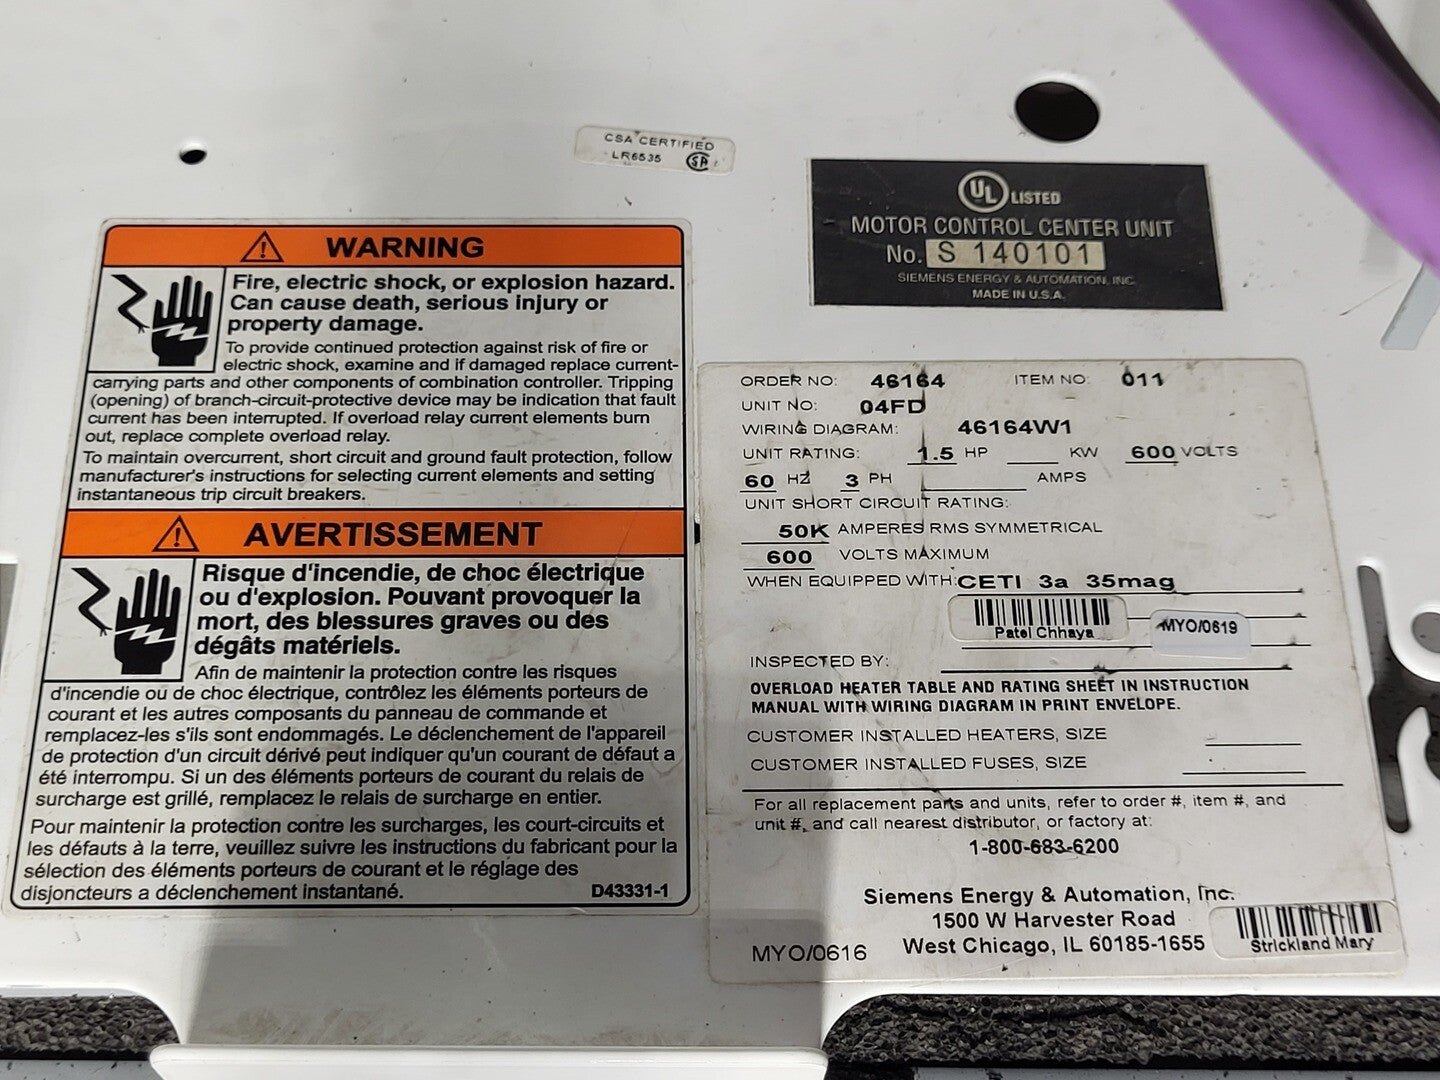 CSA CERTIFIED
LR6535
UL LISTED
MOTOR CONTROL CENTER UNIT
No. S 140101
SIEMENS ENERGY & AUTOMATION, INC.
MADE IN U.S.A.
WARNING
Fire, electric shock, or explosion hazard.
Can cause death, serious injury or
property damage.
To provide continued protection against risk of fire or
electric shock, examine and if damaged replace current-
carrying parts and other components of combination controller. Tripping
(opening) of branch-circuit-protective device may be indication that fault
current has been interrupted. If overload relay current elements burn
out, replace complete overload relay.
To maintain overcurrent, short circuit and ground fault protection, follow
manufacturer's instructions for selecting current elements and setting
instantaneous trip circuit breakers.
AVERTISSEMENT
Risque d'incendie, de choc électrique
ou d'explosion. Pouvant provoquer la
mort, des blessures graves ou des
dégâts matériels.
Afin de maintenir la protection contre les risques
d'incendie ou de choc électrique, contrôlez les éléments porteurs de
courant et les autres composants du panneau de commande et
remplacez-les s'ils sont endommagés. Le déclenchement de l'appareil
de protection d'un circuit dérivé peut indiquer qu'un courant de défaut a
été interrompu. Si un des éléments porteurs de courant du relais de
surcharge est grillé, remplacez le relais de surcharge en entier.
Pour maintenir la protection contre les surcharges, les court-circuits et
les défauts à la terre, veuillez suivre les instructions du fabricant pour la
sélection des éléments porteurs de courant et le réglage des
disjoncteurs a déclenchement instantané.
D43331-1
ORDER NO: 46164 ITEM NO: 011
UNIT NO: 04FD
WIRING DIAGRAM: 46164W1
UNIT RATING: 1.5 HP KW 600 VOLTS
60 HZ 3 PH AMPS
UNIT SHORT CIRCUIT RATING:
50K AMPERES RMS SYMMETRICAL
600 VOLTS MAXIMUM
WHEN EQUIPPED WITH: CETI 3a 35mag
Patel Chhaya
MYO/0619
INSPECTED BY:
OVERLOAD HEATER TABLE AND RATING SHEET IN INSTRUCTION
MANUAL WITH WIRING DIAGRAM IN PRINT ENVELOPE.
CUSTOMER INSTALLED HEATERS, SIZE
CUSTOMER INSTALLED FUSES, SIZE
For all replacement parts and units, refer to order #, item #, and
unit #, and call nearest distributor, or factory at:
1-800-683-6200
Siemens Energy & Automation, Inc.
1500 W Harvester Road
West Chicago, IL 60185-1655
MYO/0616
Strickland Mary